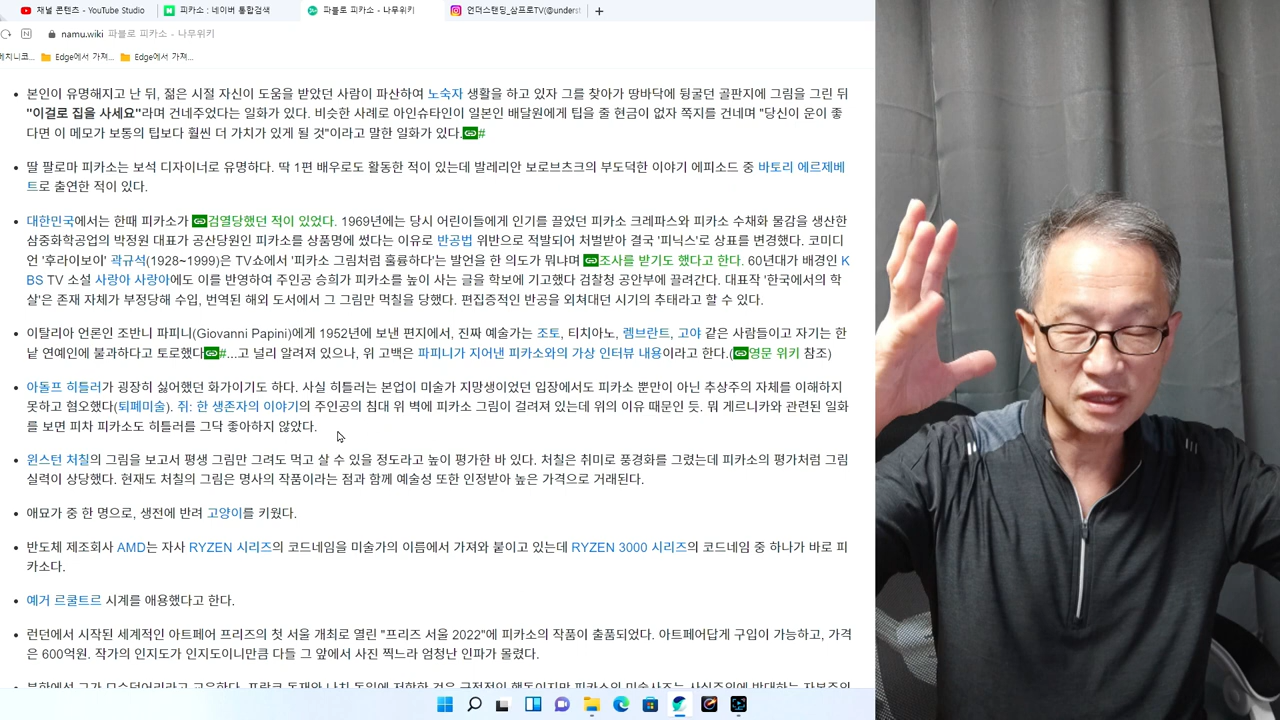 채널 콘텐츠 - YouTube Studio
피카소 : 네이버 통합검색
파블로 피카소 - 나무위키
언더스탠딩_삼프로TV(@underst
namu.wiki 파블로 피카소 - 나무위키
Edge에서 가져...
Edge에서 가져...
본인이 유명해지고 난 뒤, 젊은 시절 자신이 도움을 받았던 사람이 파산하여 노숙자 생활을 하고 있자 그를 찾아가 땅바닥에 뒹굴던 골판지에 그림을 그린 뒤
"이걸로 집을 사세요"라며 건네주었다는 일화가 있다. 비슷한 사례로 아인슈타인이 일본인 배달원에게 팁을 줄 현금이 없자 쪽지를 건네며 "당신이 운이 좋
다면 이 메모가 보통의 팁보다 훨씬 더 가치가 있게 될 것"이라고 말한 일화가 있다.#
딸 팔로마 피카소는 보석 디자이너로 유명하다. 딱 1편 배우로도 활동한 적이 있는데 발레리안 보로브츠크의 부도덕한 이야기 에피소드 중 바토리 에르제베
트로 출연한 적이 있다.
대한민국에서는 한때 피카소가 검열당했던 적이 있었다. 1969년에는 당시 어린이들에게 인기를 끌었던 피카소 크레파스와 피카소 수채화 물감을 생산한
삼중화학공업의 박정원 대표가 공산당원인 피카소를 상품명에 썼다는 이유로 반공법 위반으로 적발되어 처벌받아 결국 '피닉스'로 상표를 변경했다. 코미디
언 '후라이보이' 곽규석(1928~1999)은 TV쇼에서 '피카소 그림처럼 훌륭하다'는 발언을 한 의도가 뭐냐며 조사를 받기도 했다고 한다. 60년대가 배경인 K
BS TV 소설 사랑아 사랑아에도 이를 반영하여 주인공 승희가 피카소를 높이 사는 글을 학보에 기고했다 검찰청 공안부에 끌려간다. 대표작 '한국에서의 학
살'은 존재 자체가 부정당해 수입, 번역된 해외 도서에서 그 그림만 먹칠을 당했다. 편집증적인 반공을 외쳐대던 시기의 추태라고 할 수 있다.
이탈리아 언론인 조반니 파피니(Giovanni Papini)에게 1952년에 보낸 편지에서, 진짜 예술가는 조토, 티치아노, 렘브란트, 고야 같은 사람들이고 자기는 한
낱 연예인에 불과하다고 토로했다#...고 널리 알려져 있으나, 위 고백은 파피니가 지어낸 피카소와의 가상 인터뷰 내용이라고 한다.(영문 위키 참조)
아돌프 히틀러가 굉장히 싫어했던 화가이기도 하다. 사실 히틀러는 본업이 미술가 지망생이었던 입장에서도 피카소 뿐만이 아닌 추상주의 자체를 이해하지
못하고 혐오했다(퇴폐미술). 쥐: 한 생존자의 이야기의 주인공의 침대 위 벽에 피카소 그림이 걸려져 있는데 위의 이유 때문인 듯. 뭐 게르니카와 관련된 일화
를 보면 피차 피카소도 히틀러를 그닥 좋아하지 않았다.
윈스턴 처칠의 그림을 보고서 평생 그림만 그려도 먹고 살 수 있을 정도라고 높이 평가한 바 있다. 처칠은 취미로 풍경화를 그렸는데 피카소의 평가처럼 그림
실력이 상당했다. 현재도 처칠의 그림은 명사의 작품이라는 점과 함께 예술성 또한 인정받아 높은 가격으로 거래된다.
애묘가 중 한 명으로, 생전에 반려 고양이를 키웠다.
반도체 제조회사 AMD는 자사 RYZEN 시리즈의 코드네임을 미술가의 이름에서 가져와 붙이고 있는데 RYZEN 3000 시리즈의 코드네임 중 하나가 바로 피
카소다.
예거 르쿨트르 시계를 애용했다고 한다.
런던에서 시작된 세계적인 아트페어 프리즈의 첫 서울 개최로 열린 "프리즈 서울 2022"에 피카소의 작품이 출품되었다. 아트페어답게 구입이 가능하고, 가격
은 600억원. 작가의 인지도가 인지도이니만큼 다들 그 앞에서 사진 찍느라 엄청난 인파가 몰렸다.